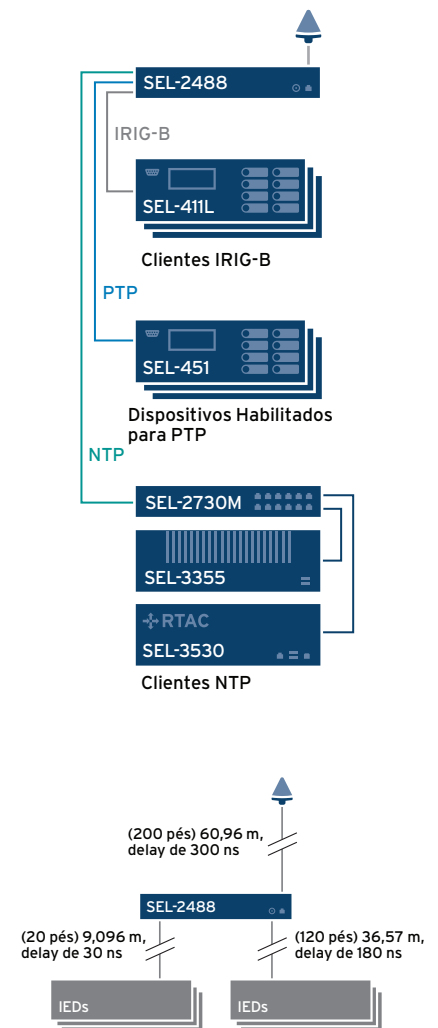 SEL-2488
IRIG-B
SEL-411L
Clientes IRIG-B
PTP
SEL-451
Dispositivos Habilitados
para PTP
NTP
SEL-2730M
SEL-3355
RTAC
SEL-3530
Clientes NTP
(200 pés) 60,96 m,
delay de 300 ns
SEL-2488
(20 pés) 9,096 m,
delay de 30 ns
(120 pés) 36,57 m,
delay de 180 ns
IEDs
IEDs